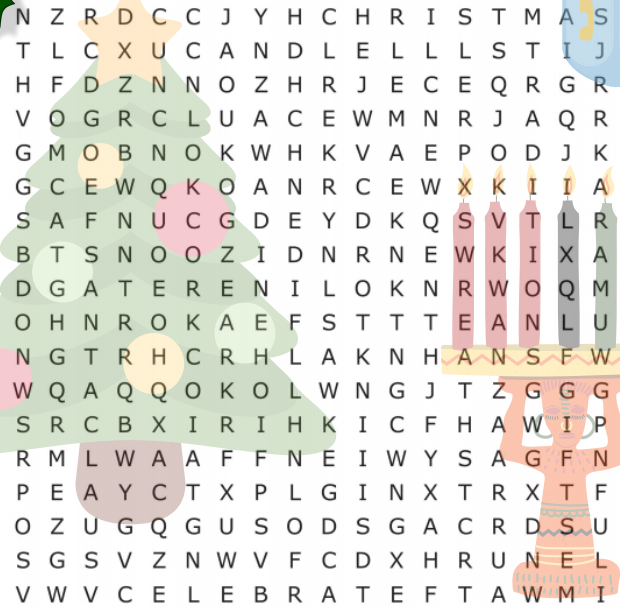 N Z R D C C J Y H C H R I S T M A S
T L C X U C A N D L E L L L S T I J
H F D Z N N O Z H R J E C E Q R G R
V O G R C L U A C E W M N R J A Q R
G M O B N O K W H K V A E P O D J K
G C E W Q K O A N R C E W X K I I A
S A F N U C G D E Y D K Q S V T L R
B T S N O O Z I D N R N E W K I X A
D G A T E R E N I L O K N R W O Q M
O H N R O K A E F S T T T E A N L U
N G T R H C R H L A K N H A N S F W
W Q A Q Q O K O L W N G J T Z G G G
S R C B X I R I H K I C F H A W I P
R M L W A A F F N E I W Y S A G F N
P E A Y C T X P L G I N X T R X T F
O Z U G Q G U S O D S G A C R D S U
S G S V Z N W V F C D X H R U N E L
V W V C E L E B R A T E F T A W M I